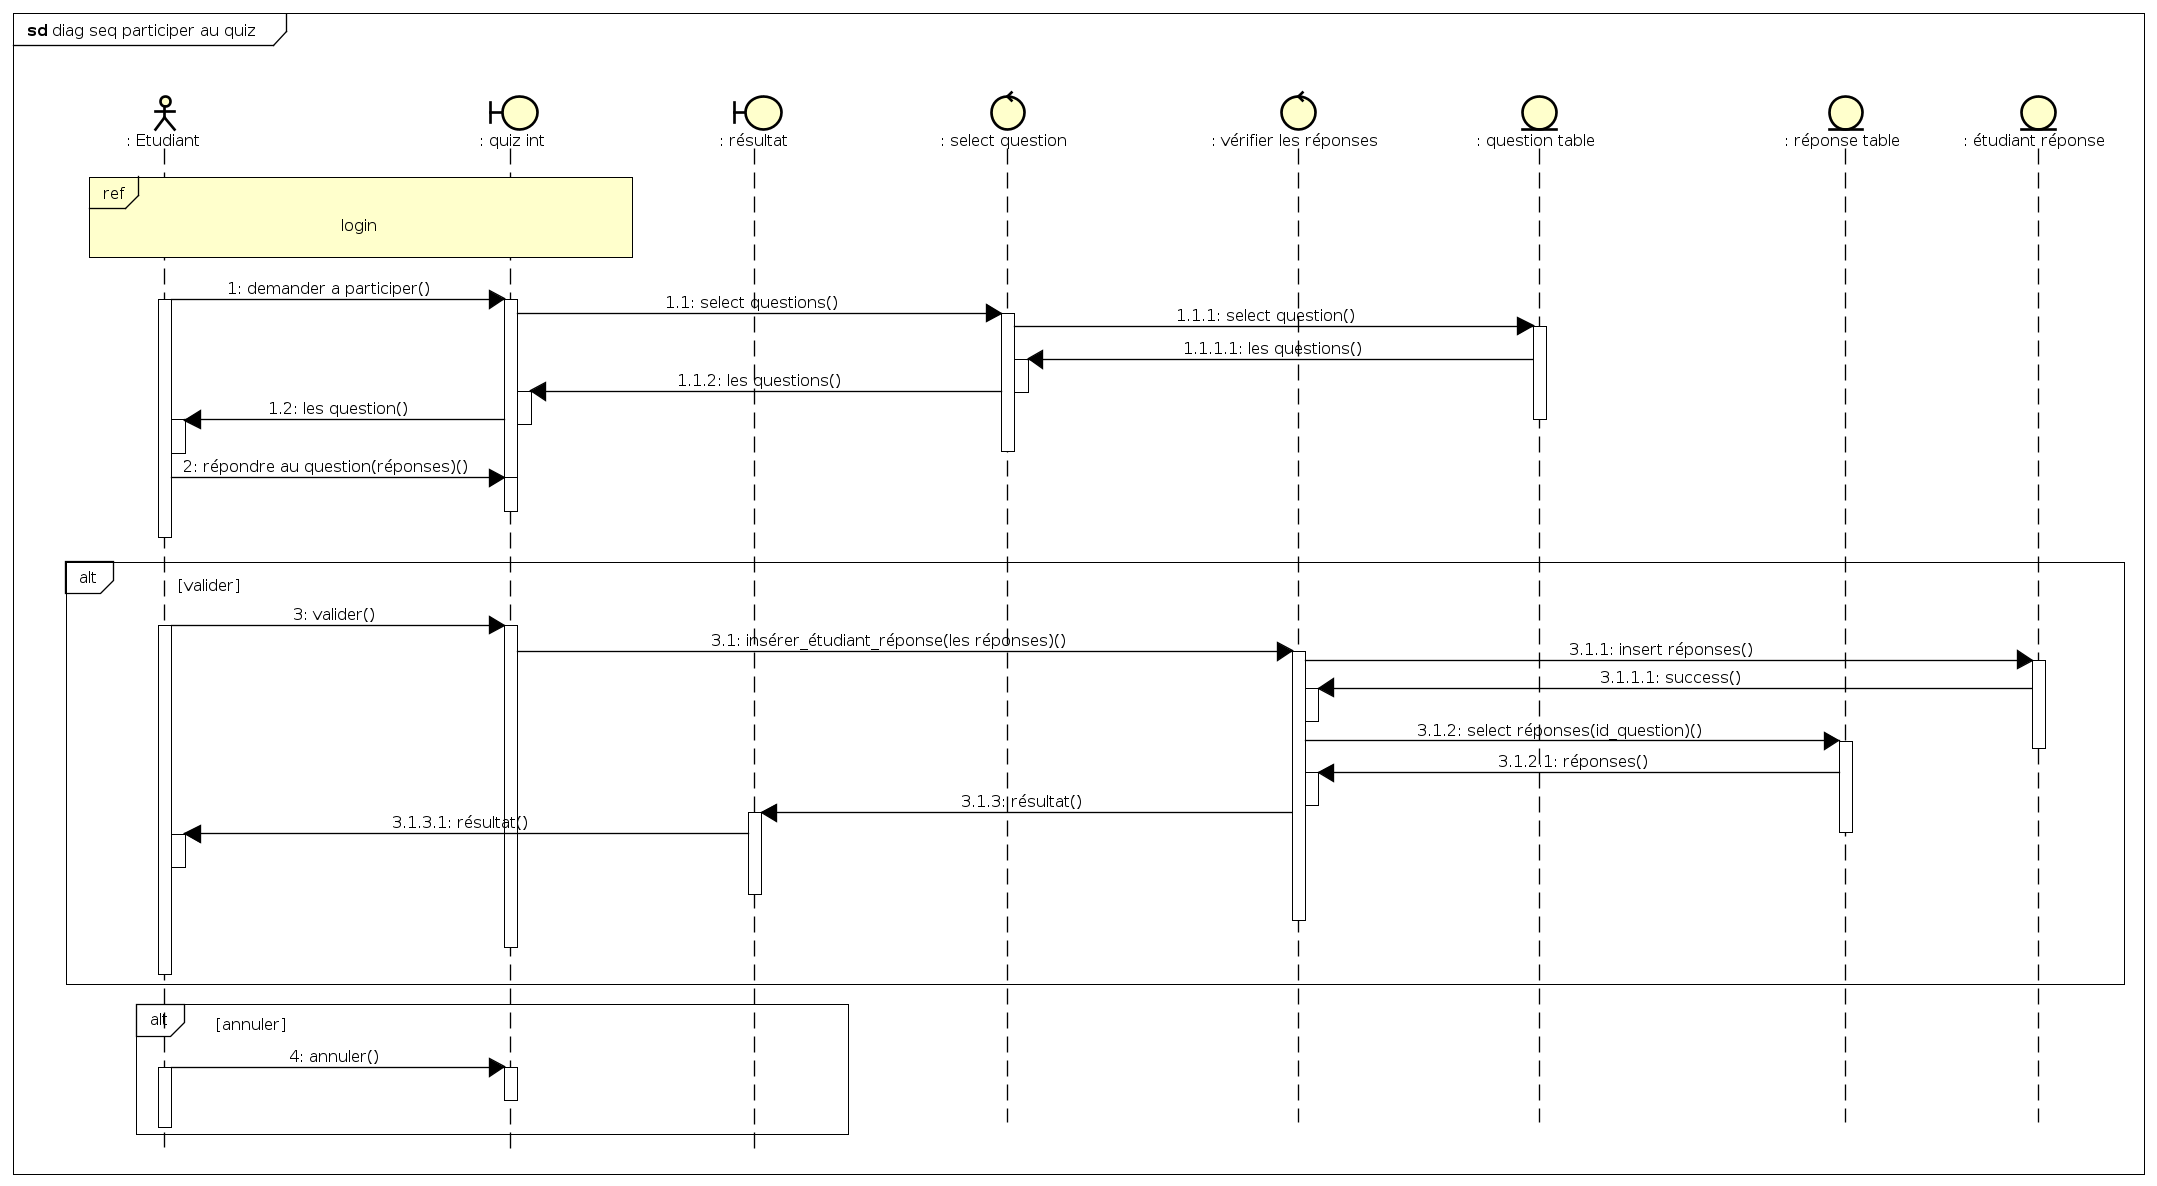 sd diag seq participer au quiz
: Etudiant
: quiz int
: résultat
: select question
: vérifier les réponses
: question table
: réponse table
: étudiant réponse
ref
login
1: demander a participer()
1.1: select questions()
1.1.1: select question()
1.1.1.1: les questions()
1.1.2: les questions()
1.2: les question()
2: répondre au question(réponses)()
alt
[valider]
3: valider()
3.1: insérer_étudiant_réponse(les réponses)()
3.1.1: insert réponses()
3.1.1.1: success()
3.1.2: select réponses(id_question)()
3.1.2.1: réponses()
3.1.3: résultat()
3.1.3.1: résultat()
alt
[annuler]
4: annuler()